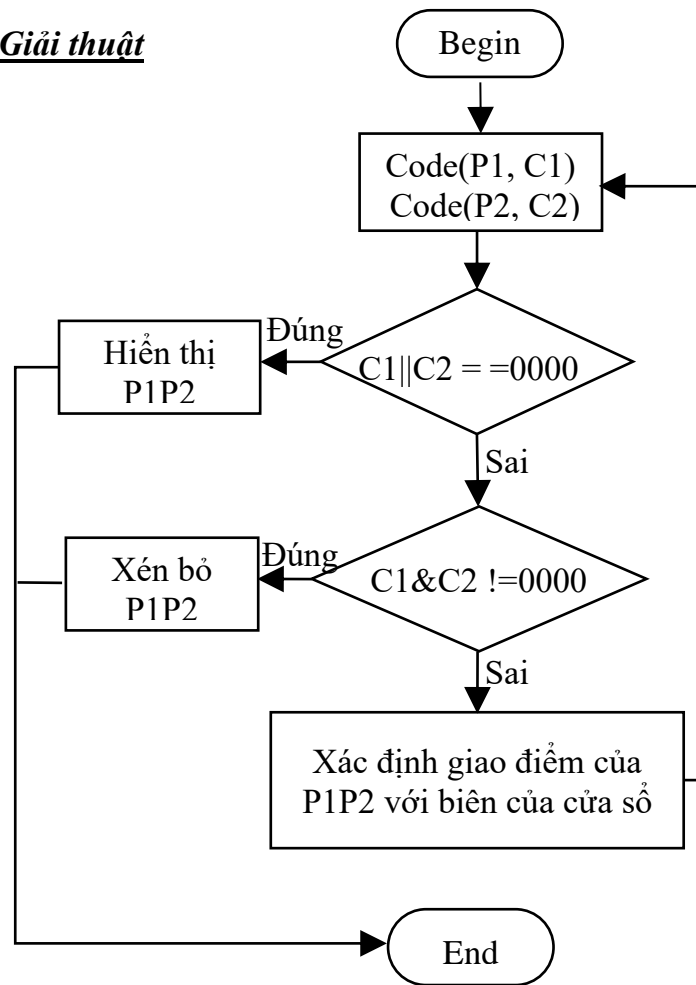 Giải thuật
Begin
Code(P1, C1)
Code(P2, C2)
Đúng
Hiển thị
P1P2
C1||C2 = =0000
Sai
Đúng
Xén bỏ
P1P2
C1&C2 !=0000
Sai
Xác định giao điểm của
P1P2 với biên của cửa sổ
End